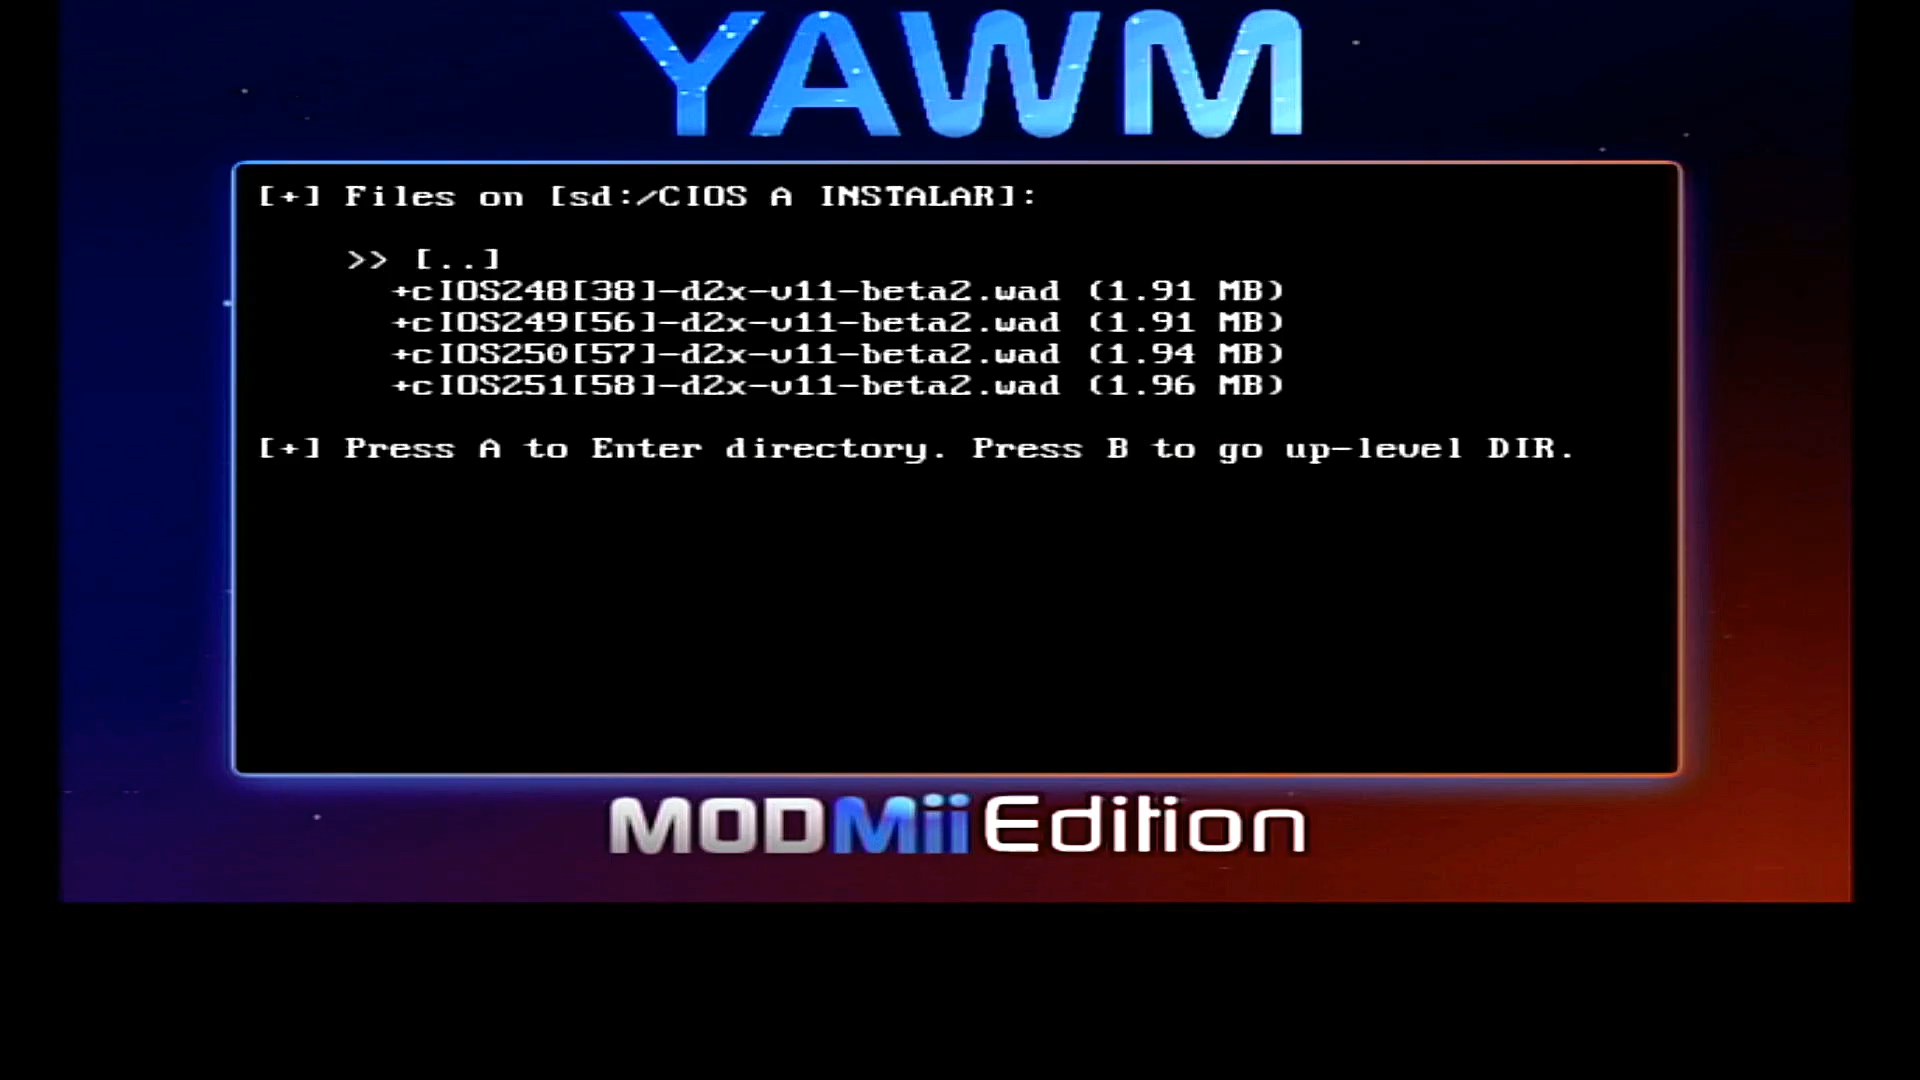 YAWM
[+] Files on [sd:/CIOS A INSTALAR]:
>> [..]
+cIOS248[38]-d2x-v11-beta2.wad (1.91 MB)
+cIOS249[56]-d2x-v11-beta2.wad (1.91 MB)
+cIOS250[57]-d2x-v11-beta2.wad (1.94 MB)
+cIOS251[58]-d2x-v11-beta2.wad (1.96 MB)
[+] Press A to Enter directory. Press B to go up-level DIR.
MODMii Edition